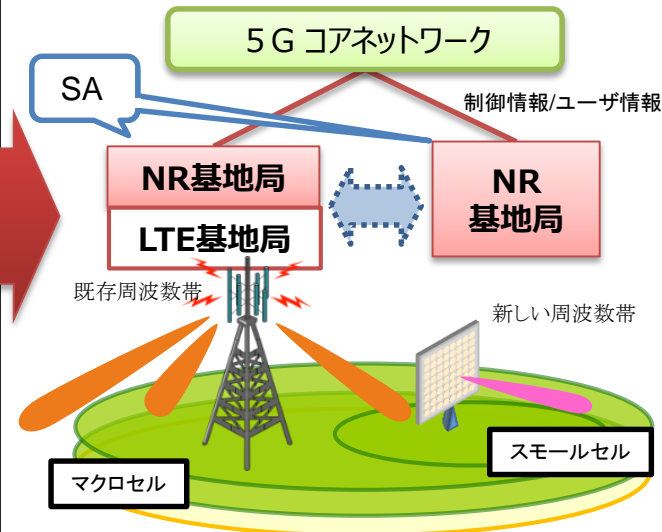 ５Ｇ コアネットワーク
SA
制御情報/ユーザ情報
NR基地局
NR
基地局
LTE基地局
既存周波数帯
新しい周波数帯
スモールセル
マクロセル